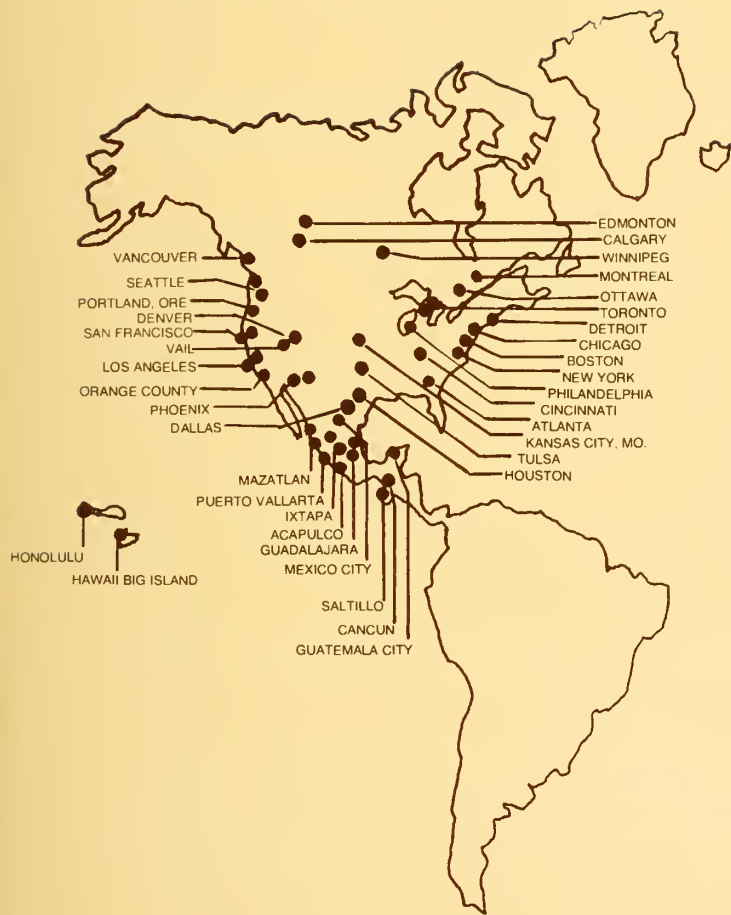 EDMONTON
CALGARY
WINNIPEG
MONTREAL
OTTAWA
TORONTO
DETROIT
CHICAGO
BOSTON
NEW YORK
PHILADELPHIA
CINCINNATI
ATLANTA
KANSAS CITY, MO.
TULSA
HOUSTON
VANCOUVER
SEATTLE
PORTLAND, ORE
DENVER
SAN FRANCISCO
VAIL
LOS ANGELES
ORANGE COUNTY
PHOENIX
DALLAS
MAZATLAN
PUERTO VALLARTA
IXTAPA
ACAPULCO
GUADALAJARA
MEXICO CITY
SALTILLO
CANCUN
GUATEMALA CITY
HONOLULU
HAWAII BIG ISLAND